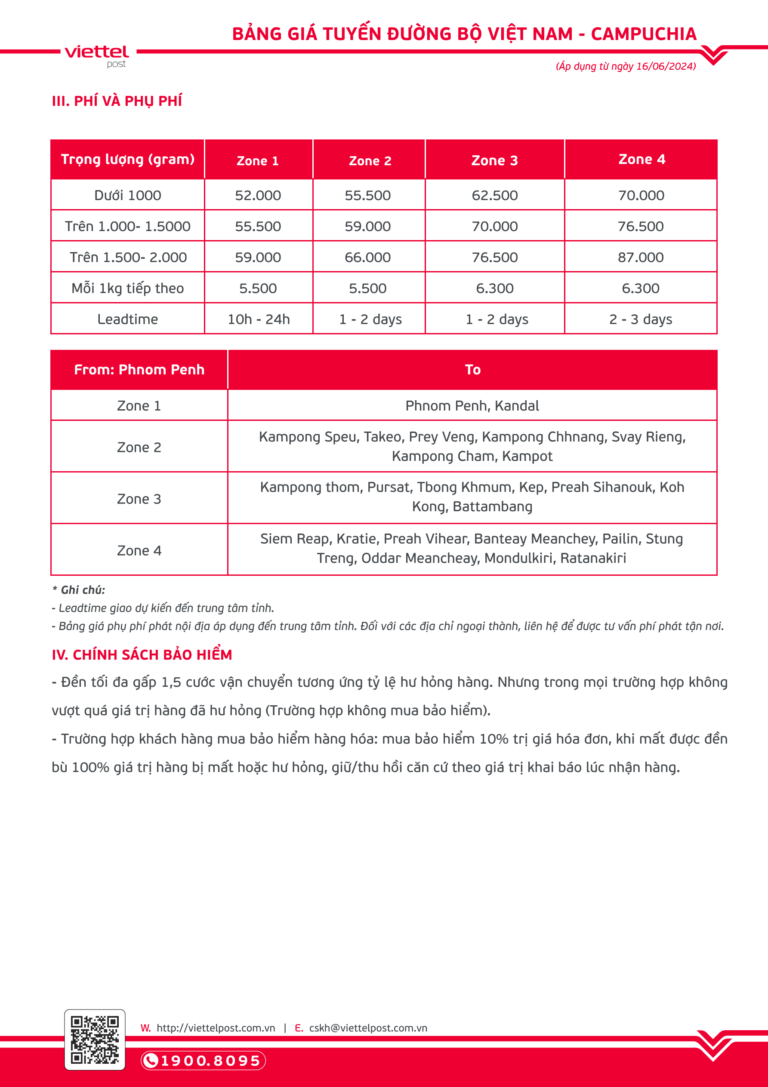 BẢNG GIÁ TUYẾN ĐƯỜNG BỘ VIỆT NAM - CAMPUCHIA
viettel
post
(Áp dụng từ ngày 16/06/2024)
III. PHÍ VÀ PHỤ PHÍ
Trọng lượng (gram) Zone 1 Zone 2 Zone 3 Zone 4
Dưới 1000 52.000 55.500 62.500 70.000
Trên 1.000- 1.5000 55.500 59.000 70.000 76.500
Trên 1.500- 2.000 59.000 66.000 76.500 87.000
Mỗi 1kg tiếp theo 5.500 5.500 6.300 6.300
Leadtime 10h - 24h 1 - 2 days 1 - 2 days 2 - 3 days
From: Phnom Penh To
Zone 1 Phnom Penh, Kandal
Zone 2 Kampong Speu, Takeo, Prey Veng, Kampong Chhnang, Svay Rieng,
Kampong Cham, Kampot
Zone 3 Kampong thom, Pursat, Tbong Khmum, Kep, Preah Sihanouk, Koh
Kong, Battambang
Zone 4 Siem Reap, Kratie, Preah Vihear, Banteay Meanchey, Pailin, Stung
Treng, Oddar Meancheay, Mondulkiri, Ratanakiri
* Ghi chú:
- Leadtime giao dự kiến đến trung tâm tỉnh.
- Bảng giá phụ phí phát nội địa áp dụng đến trung tâm tỉnh. Đối với các địa chỉ ngoại thành, liên hệ để được tư vấn phí phát tận nơi.
IV. CHÍNH SÁCH BẢO HIỂM
- Đền tối đa gấp 1,5 cước vận chuyển tương ứng tỷ lệ hư hỏng hàng. Nhưng trong mọi trường hợp không
vượt quá giá trị hàng đã hư hỏng (Trường hợp không mua bảo hiểm).
- Trường hợp khách hàng mua bảo hiểm hàng hóa: mua bảo hiểm 10% trị giá hóa đơn, khi mất được đền
bù 100% giá trị hàng bị mất hoặc hư hỏng, giữ/thu hồi căn cứ theo giá trị khai báo lúc nhận hàng.
W. http://viettelpost.com.vn | E. cskh@viettelpost.com.vn
1900.8095